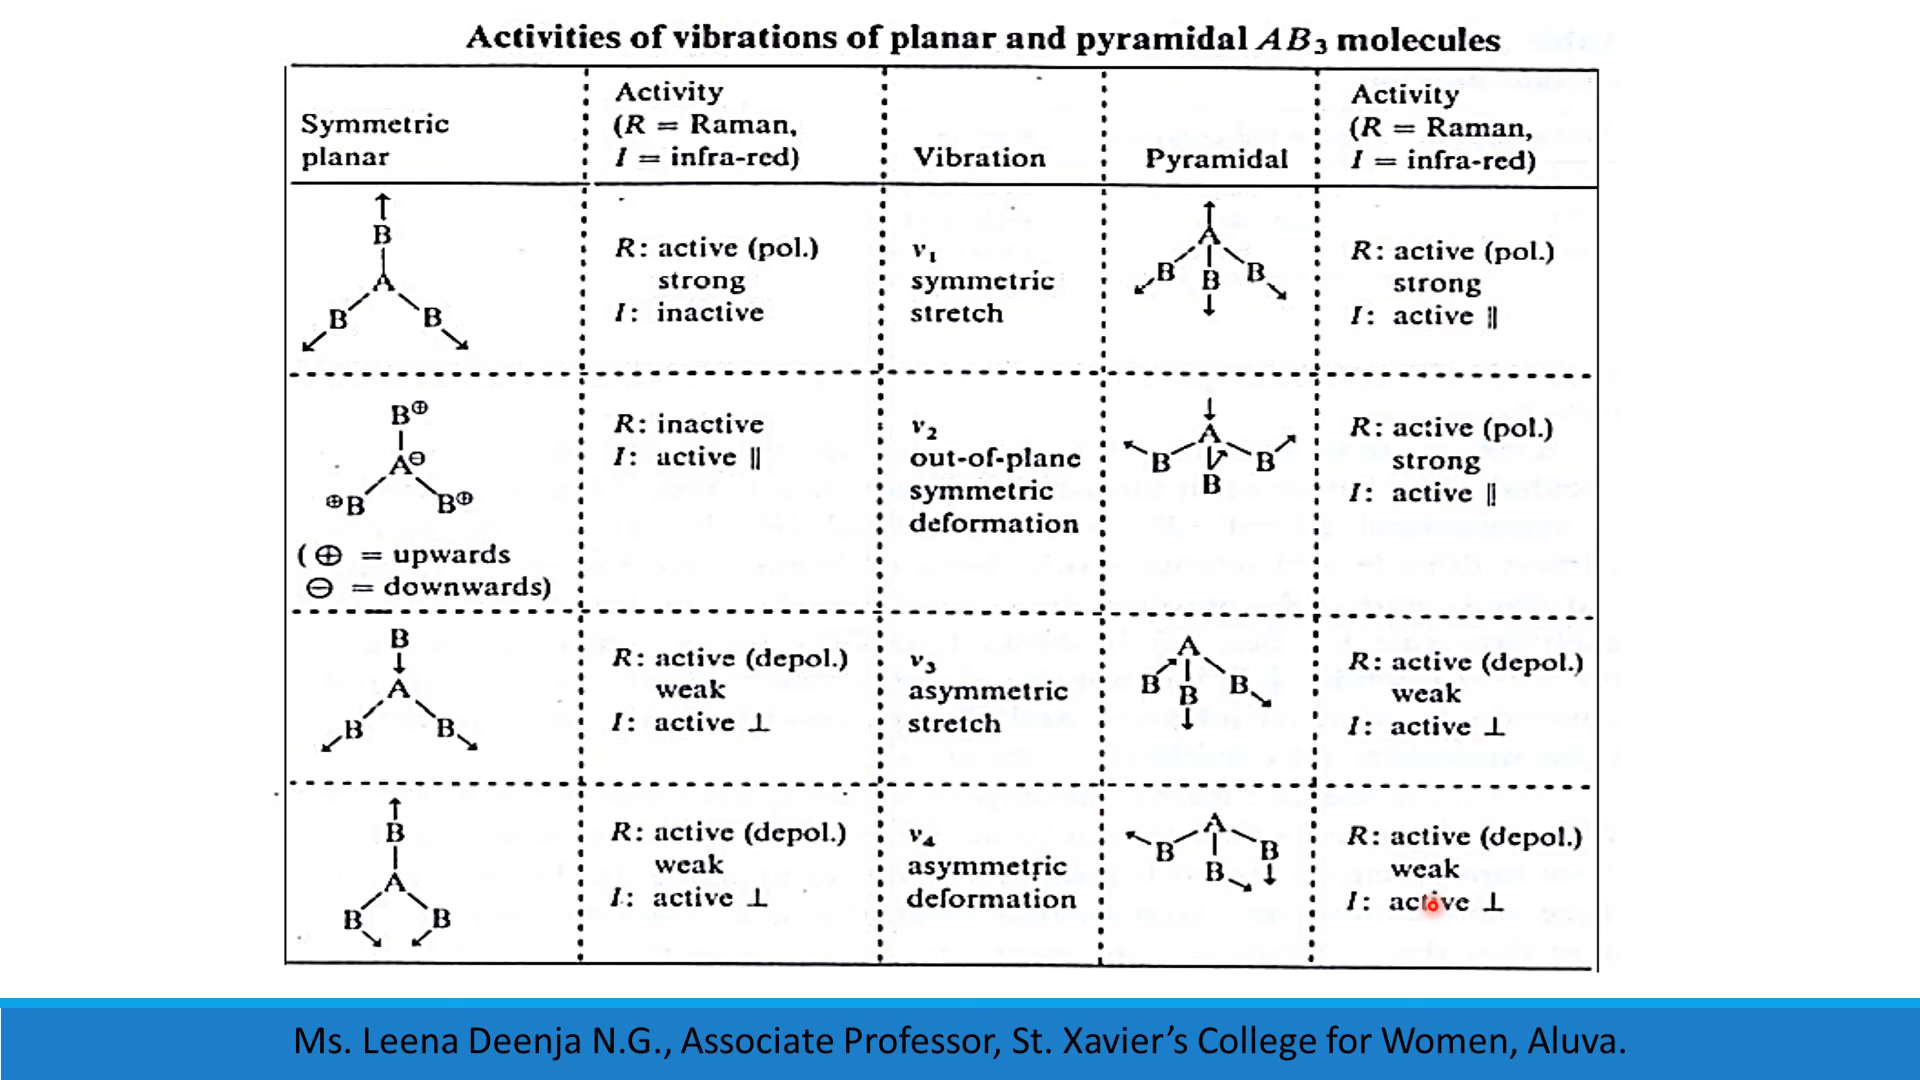 Activities of vibrations of planar and pyramidal AB₃ molecules
Symmetric
planar
Activity
(R = Raman,
I = infra-red)
Vibration
Pyramidal
Activity
(R = Raman,
I = infra-red)
B
A
B B
R: active (pol.)
strong
I: inactive
ν₁
symmetric
stretch
A
B B B
R: active (pol.)
strong
I: active ∥
B⊕
A⊖
⊕B B⊕
(⊕ = upwards
⊖ = downwards)
R: inactive
I: active ∥
ν₂
out-of-plane
symmetric
deformation
A
B B
B
R: active (pol.)
strong
I: active ∥
B
A
B B
R: active (depol.)
weak
I: active ⊥
ν₃
asymmetric
stretch
A
B B B
R: active (depol.)
weak
I: active ⊥
B
A
B B
R: active (depol.)
weak
I: active ⊥
ν₄
asymmetric
deformation
A
B B
B
R: active (depol.)
weak
I: active ⊥
Ms. Leena Deenja N.G., Associate Professor, St. Xavier's College for Women, Aluva.